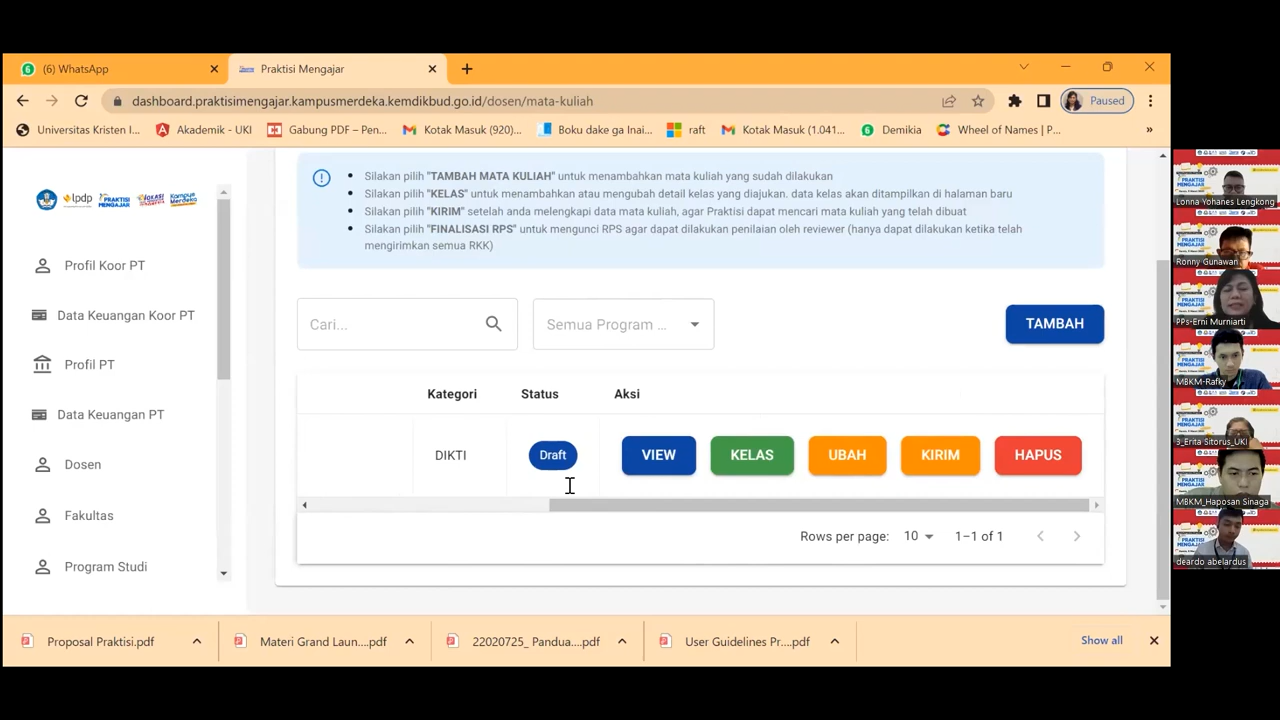 (6) WhatsApp
Praktisi Mengajar
dashboard.praktisimengajar.kampusmerdeka.kemdikbud.go.id/dosen/mata-kuliah
Paused
Universitas Kristen I...
Akademik - UKI
Gabung PDF – Pen...
Kotak Masuk (920)...
Boku dake ga Inai...
raft
Kotak Masuk (1.041...
Demikia
Wheel of Names | P...
»
lpdp
PRAKTISI MENGAJAR
Kampus Merdeka
Profil Koor PT
Data Keuangan Koor PT
Profil PT
Data Keuangan PT
Dosen
Fakultas
Program Studi
Silakan pilih "TAMBAH MATA KULIAH" untuk menambahkan mata kuliah yang sudah dilakukan
Silakan pilih "KELAS" untuk menambahkan atau mengubah detail kelas yang diajukan. data kelas akan ditampilkan di halaman baru
Silakan pilih "KIRIM" setelah anda melengkapi data mata kuliah, agar Praktisi dapat mencari mata kuliah yang telah dibuat
Silakan pilih "FINALISASI RPS" untuk mengunci RPS agar dapat dilakukan penilaian oleh reviewer (hanya dapat dilakukan ketika telah
mengirimkan semua RKK)
Cari...
Semua Program ...
TAMBAH
Kategori Status Aksi
DIKTI Draft VIEW KELAS UBAH KIRIM HAPUS
Rows per page: 10 1–1 of 1
Proposal Praktisi.pdf
Materi Grand Laun....pdf
22020725_ Pandua....pdf
User Guidelines Pr....pdf
Show all
Lonna Yohanes Lengkong
Ronny Gunawan
PPs-Erni Murniarti
MBKM-Rafky
3_Erita Sitorus_UKI
MBKM_Haposan Sinaga
deardo abelardus